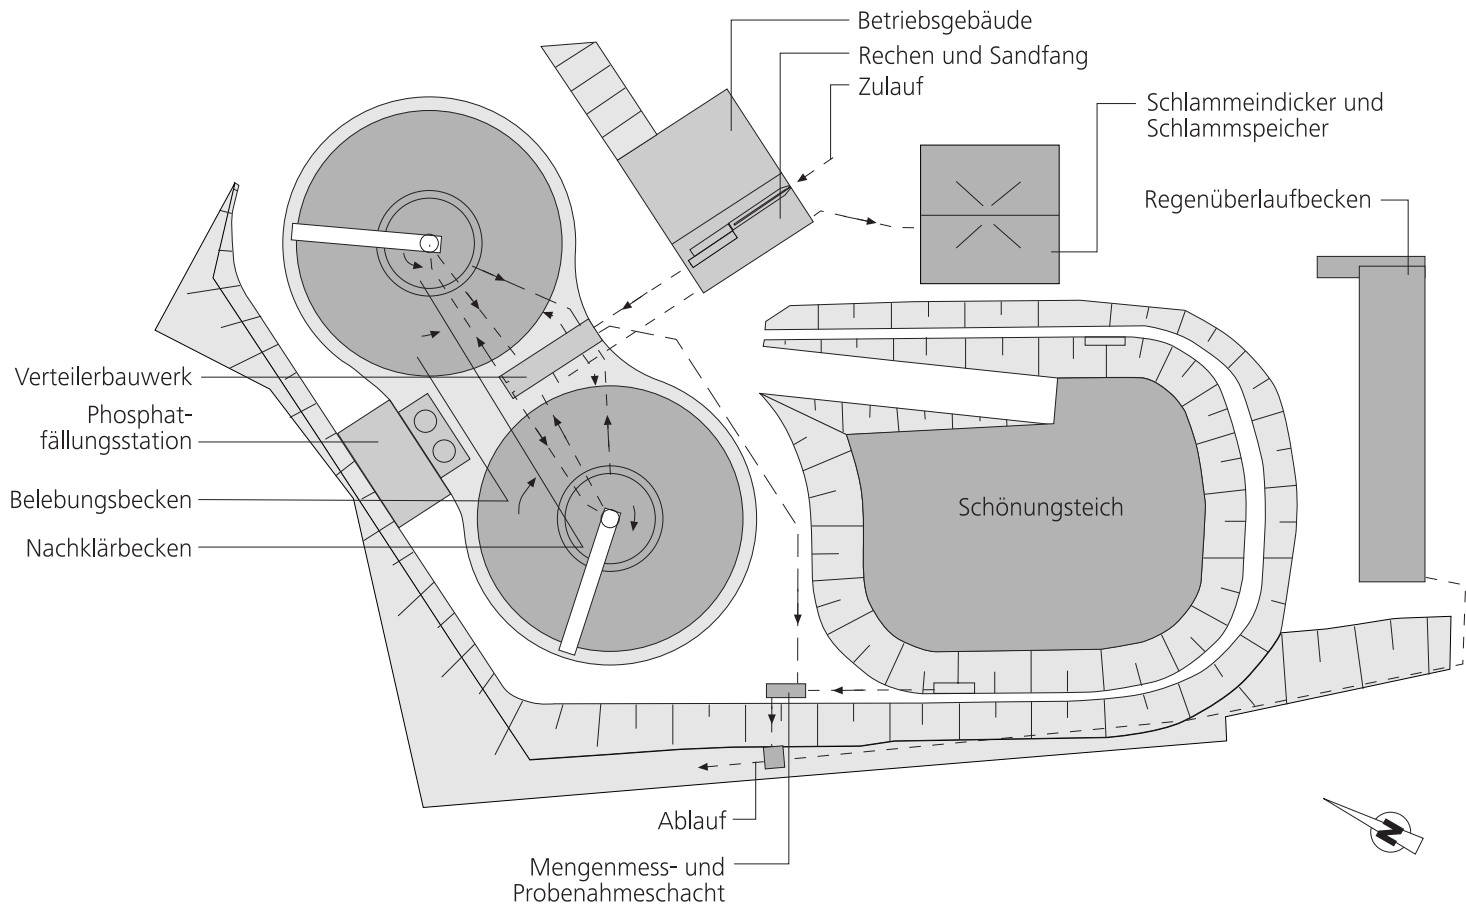 Betriebsgebäude
Rechen und Sandfang
Zulauf
Schlammeindicker und
Schlammspeicher
Regenüberlaufbecken
Verteilerbauwerk
Phosphat-
fällungsstation
Belebungsbecken
Nachklärbecken
Schönungsteich
Ablauf
Mengenmess- und
Probenahmeschacht
N